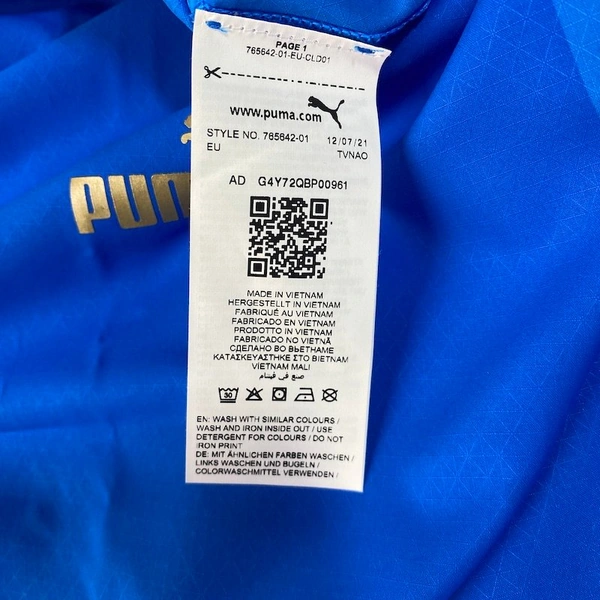 PAGE 1
765642-01-EU-CLD01
www.puma.com
STYLE NO. 765642-01 12/07/21
EU TVNAO
PUM
AD G4Y72QBP00961
MADE IN VIETNAM
HERGESTELLT IN VIETNAM
FABRIQUÉ AU VIETNAM
FABRICADO EN VIETNAM
PRODOTTO IN VIETNAM
FABRICADO NO VIETNÃ
СДЕЛАНО ВО ВЬЕТНАМЕ
ΚΑΤΑΣΚΕΥΑΣΤΗΚΕ ΣΤΟ ΒΙΕΤΝΑΜ
VİETNAM MALI
صنع في فيتنام
30
EN: WASH WITH SIMILAR COLOURS /
WASH AND IRON INSIDE OUT / USE
DETERGENT FOR COLOURS / DO NOT
IRON PRINT
DE: MIT ÄHNLICHEN FARBEN WASCHEN /
LINKS WASCHEN UND BÜGELN /
COLORWASCHMITTEL VERWENDEN /